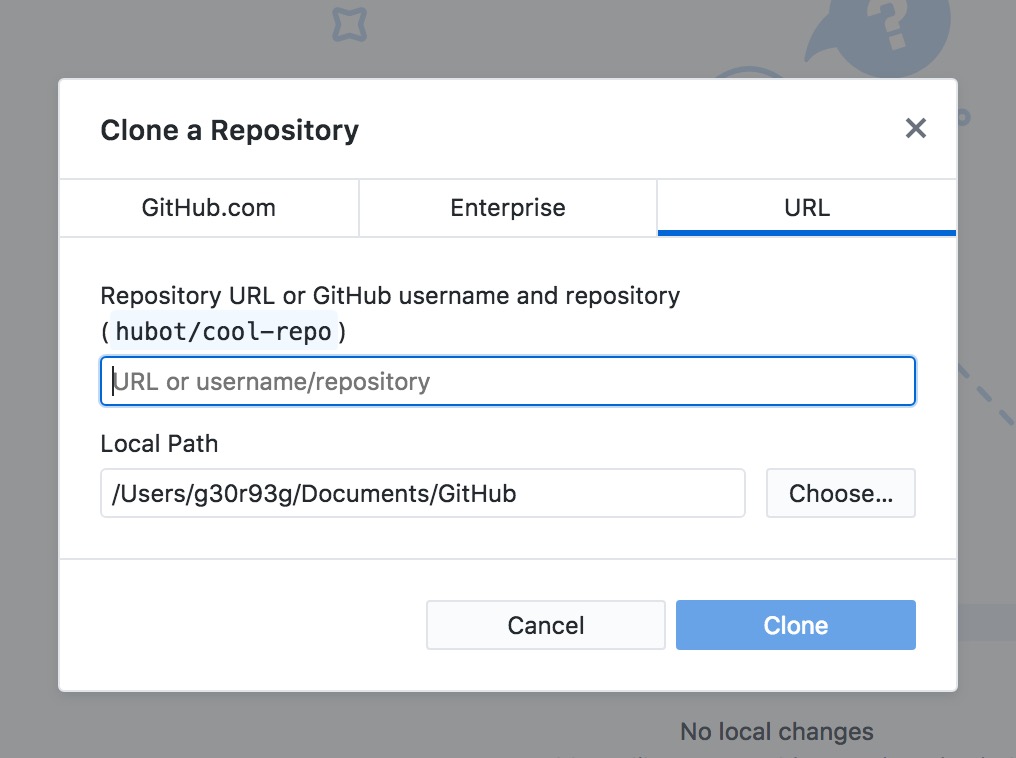 ?
Clone a Repository
GitHub.com
Enterprise
URL
Repository URL or GitHub username and repository
(hubot/cool-repo)
URL or username/repository
Local Path
/Users/g30r93g/Documents/GitHub
Choose...
Cancel
Clone
No local changes